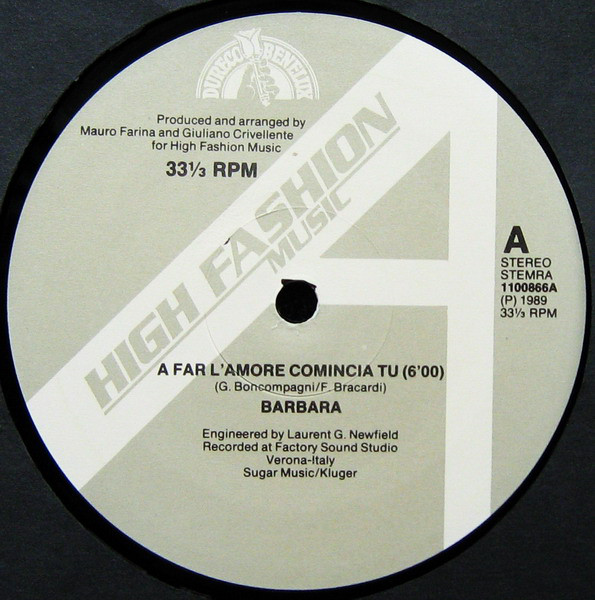 DURECO BENELUX
Produced and arranged by
Mauro Farina and Giuliano Crivellente
for High Fashion Music
33⅓ RPM
HIGH FASHION
MUSIC
A
STEREO
STEMRA
1100866A
(P) 1989
33⅓ RPM
A FAR L'AMORE COMINCIA TU (6'00)
(G. Boncompagni/F. Bracardi)
BARBARA
Engineered by Laurent G. Newfield
Recorded at Factory Sound Studio
Verona-Italy
Sugar Music/Kluger